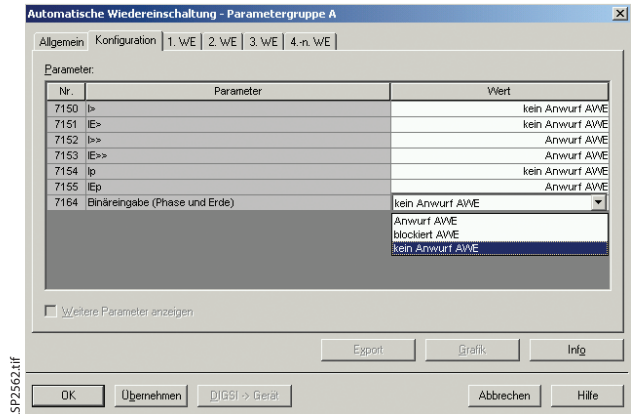 Automatische Wiedereinschaltung - Parametergruppe A
Allgemein Konfiguration 1. WE 2. WE 3. WE 4.-n. WE
Parameter:
Nr. Parameter Wert
7150 I> kein Anwurf AWE
7151 IE> kein Anwurf AWE
7152 I>> Anwurf AWE
7153 IE>> Anwurf AWE
7154 Ip kein Anwurf AWE
7155 IEp Anwurf AWE
7164 Binäreingabe (Phase und Erde) kein Anwurf AWE
Anwurf AWE
blockiert AWE
kein Anwurf AWE
Weitere Parameter anzeigen
Export Grafik Info
OK Übernehmen DIGSI -> Gerät Abbrechen Hilfe
SP2562.tif